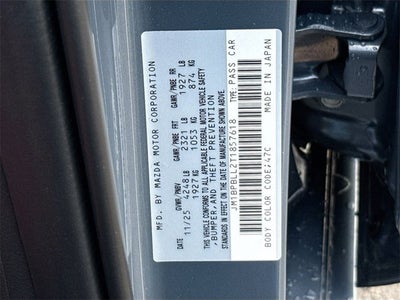 MFD. BY MAZDA MOTOR CORPORATION
11/25 GVWR/PNBV GAWR/PNBE FRT GAWR/PNBE RR
4248 LB 2321 LB 1927 LB
1927 KG 1053 KG 874 KG
THIS VEHICLE CONFORMS TO ALL APPLICABLE FEDERAL MOTOR VEHICLE SAFETY
,BUMPER, AND THEFT PREVENTION
STANDARDS IN EFFECT ON THE DATE OF MANUFACTURE SHOWN ABOVE.
JM1BPBLL2T1857618 TYPE:PASS CAR
BODY COLOR CODE:47C MADE IN JAPAN